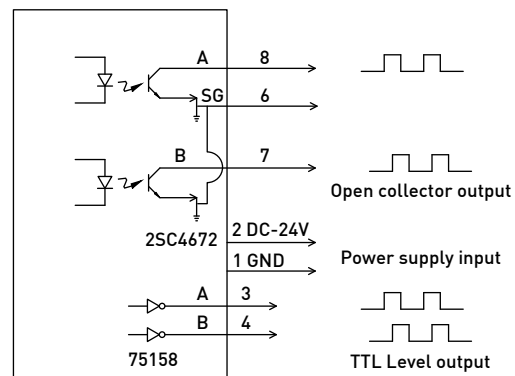 A 8
SG 6
B 7
Open collector output
2SC4672
2 DC-24V
1 GND
Power supply input
A 3
B 4
75158
TTL Level output